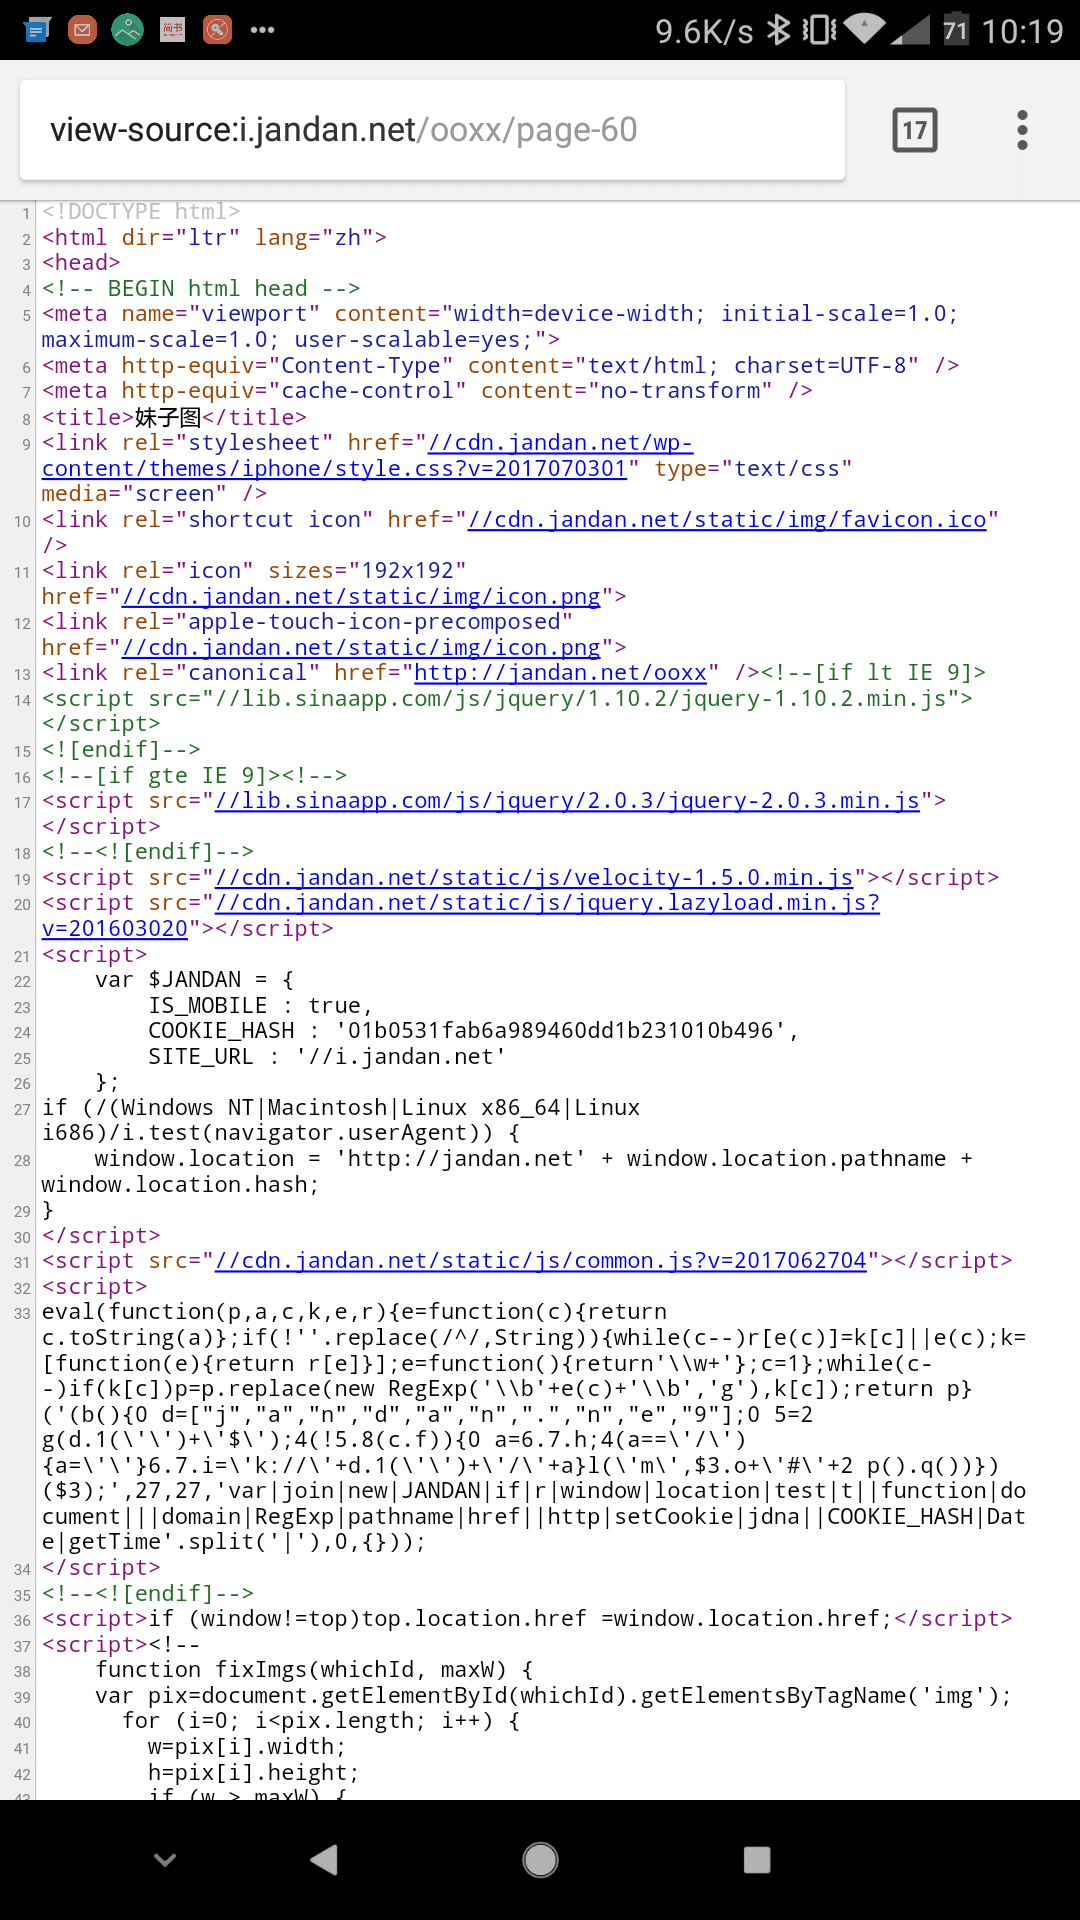 9.6K/s 71 10:19
简书
view-source:i.jandan.net/ooxx/page-60 17
1 <!DOCTYPE html>
2 <html dir="ltr" lang="zh">
3 <head>
4 <!-- BEGIN html head -->
5 <meta name="viewport" content="width=device-width; initial-scale=1.0;
maximum-scale=1.0; user-scalable=yes;">
6 <meta http-equiv="Content-Type" content="text/html; charset=UTF-8" />
7 <meta http-equiv="cache-control" content="no-transform" />
8 <title>妹子图</title>
9 <link rel="stylesheet" href="//cdn.jandan.net/wp-
content/themes/iphone/style.css?v=2017070301" type="text/css"
media="screen" />
10 <link rel="shortcut icon" href="//cdn.jandan.net/static/img/favicon.ico"
/>
11 <link rel="icon" sizes="192x192"
href="//cdn.jandan.net/static/img/icon.png">
12 <link rel="apple-touch-icon-precomposed"
href="//cdn.jandan.net/static/img/icon.png">
13 <link rel="canonical" href="http://jandan.net/ooxx" /><!--[if lt IE 9]>
14 <script src="//lib.sinaapp.com/js/jquery/1.10.2/jquery-1.10.2.min.js">
</script>
15 <![endif]-->
16 <!--[if gte IE 9]><!-->
17 <script src="//lib.sinaapp.com/js/jquery/2.0.3/jquery-2.0.3.min.js">
</script>
18 <!--<![endif]-->
19 <script src="//cdn.jandan.net/static/js/velocity-1.5.0.min.js"></script>
20 <script src="//cdn.jandan.net/static/js/jquery.lazyload.min.js?
v=201603020"></script>
21 <script>
22 var $JANDAN = {
23 IS_MOBILE : true,
24 COOKIE_HASH : '01b0531fab6a989460dd1b231010b496',
25 SITE_URL : '//i.jandan.net'
26 };
27 if (/(Windows NT|Macintosh|Linux x86_64|Linux
i686)/i.test(navigator.userAgent)) {
28 window.location = 'http://jandan.net' + window.location.pathname +
window.location.hash;
29 }
30 </script>
31 <script src="//cdn.jandan.net/static/js/common.js?v=2017062704"></script>
32 <script>
33 eval(function(p,a,c,k,e,r){e=function(c){return
c.toString(a)};if(!''.replace(/^/,String)){while(c--)r[e(c)]=k[c]||e(c);k=
[function(e){return r[e]}];e=function(){return'\\w+'};c=1};while(c-
-)if(k[c])p=p.replace(new RegExp('\\b'+e(c)+'\\b','g'),k[c]);return p}
('(b(){0 d=["j","a","n","d","a","n",".","n","e","9"];0 5=2
g(d.1(\'\')+\'$\');4(!5.8(c.f)){0 a=6.7.h;4(a==\'/\')
{a=\'\'}6.7.i=\'k://\'+d.1(\'\')+\'/\'+a}l(\'m\',$3.o+\'#\'+2 p().q())})
($3);',27,27,'var|join|new|JANDAN|if|r|window|location|test|t||function|do
cument|||domain|RegExp|pathname|href||http|setCookie|jdna||COOKIE_HASH|Dat
e|getTime'.split('|'),0,{}));
34 </script>
35 <!--<![endif]-->
36 <script>if (window!=top)top.location.href =window.location.href;</script>
37 <script><!--
38 function fixImgs(whichId, maxW) {
39 var pix=document.getElementById(whichId).getElementsByTagName('img');
40 for (i=0; i<pix.length; i++) {
41 w=pix[i].width;
42 h=pix[i].height;
43 if (w > maxW) {